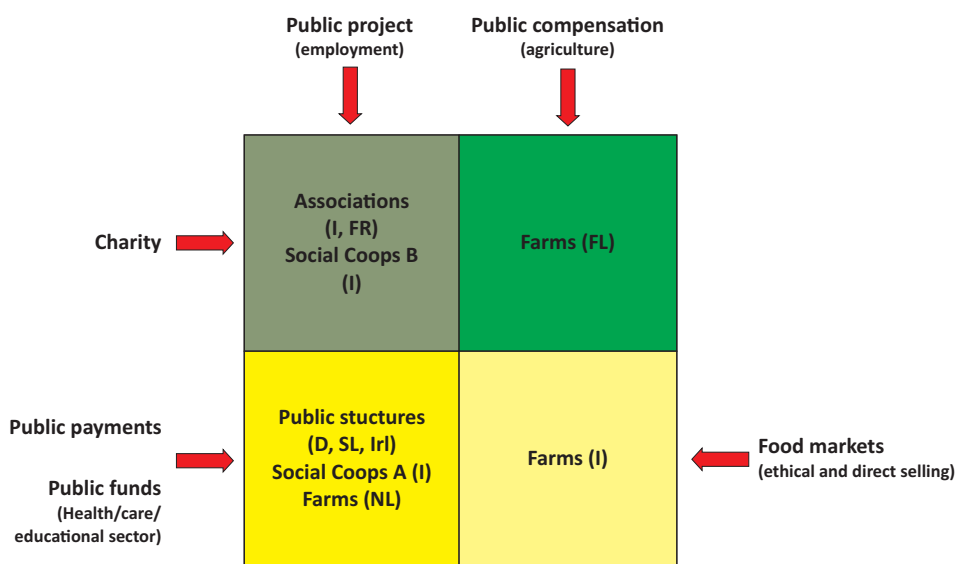 Public project
(employment)
Public compensation
(agriculture)
Charity
Associations
(I, FR)
Social Coops B
(I)
Farms (FL)
Public payments
Public funds
(Health/care/
educational sector)
Public stuctures
(D, SL, Irl)
Social Coops A (I)
Farms (NL)
Farms (I)
Food markets
(ethical and direct selling)